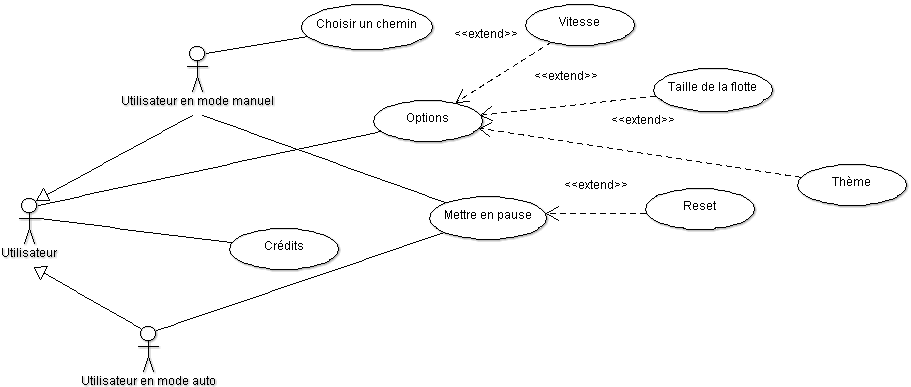 Choisir un chemin
Vitesse
<<extend>>
<<extend>>
Utilisateur en mode manuel
Taille de la flotte
Options
<<extend>>
Thème
<<extend>>
Mettre en pause
Reset
Crédits
Utilisateur
Utilisateur en mode auto